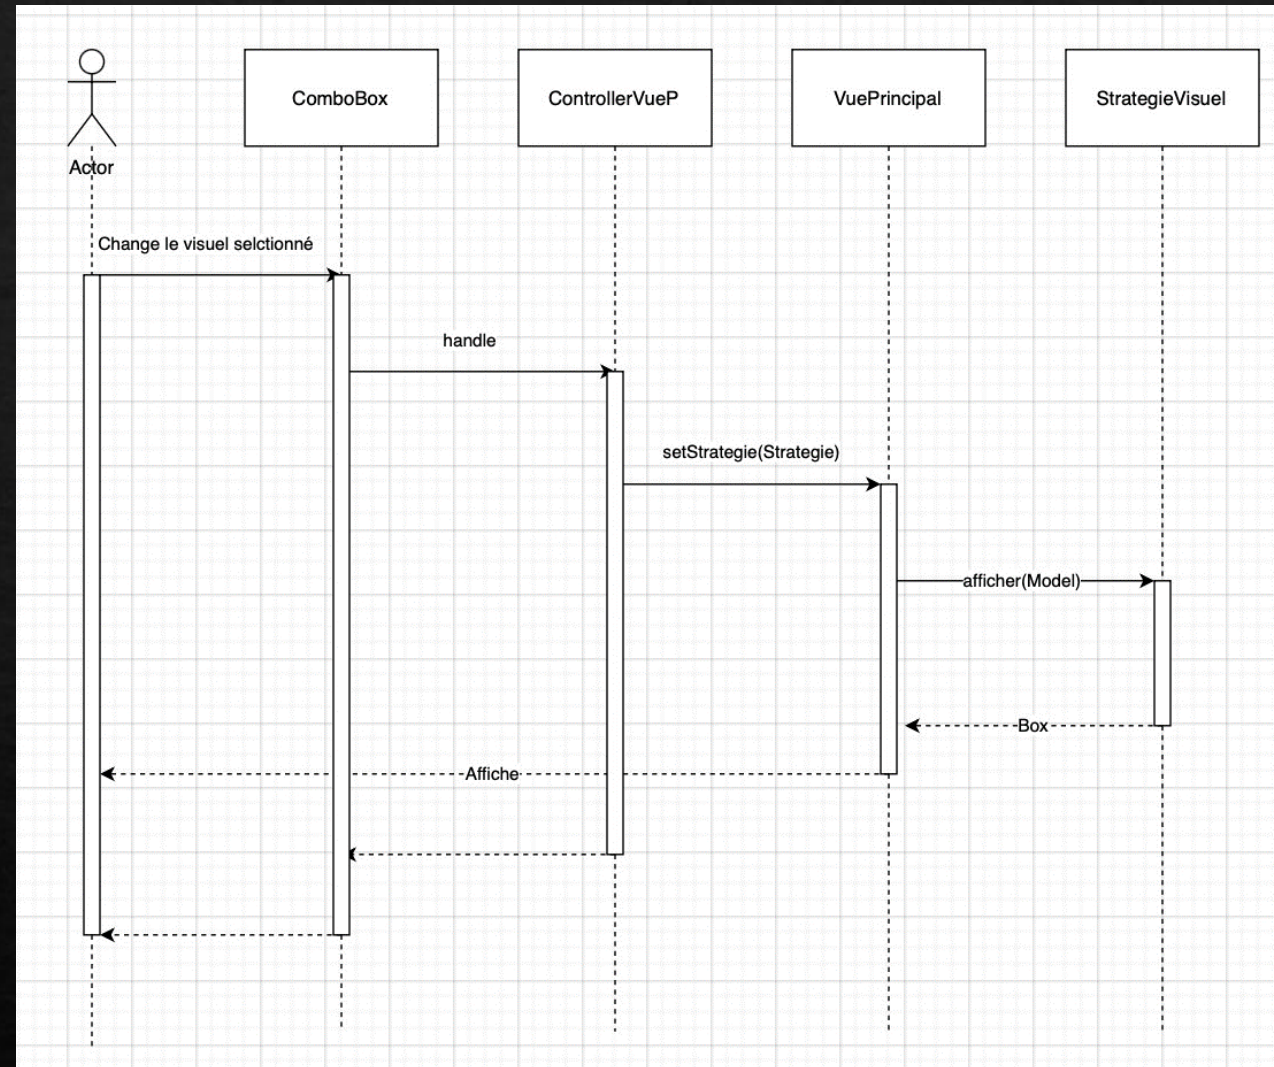 ComboBox
ControllerVueP
VuePrincipal
StrategieVisuel
Actor
Change le visuel selctionné
handle
setStrategie(Strategie)
afficher(Model)
Box
Affiche